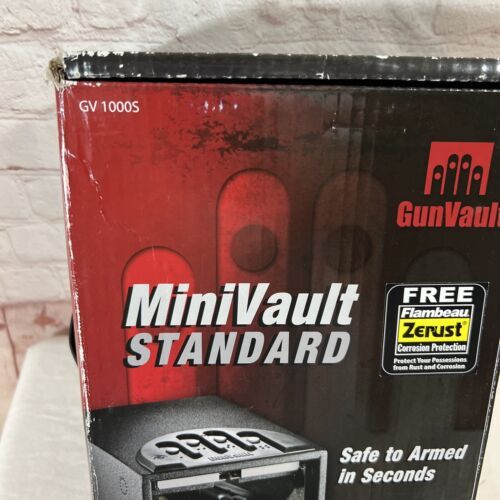 GV 1000S
GunVault
MiniVault
STANDARD
FREE
Flambeau
Zerust
Corrosion Protection
Protect Your Possessions
from Rust and Corrosion
Safe to Armed
in Seconds